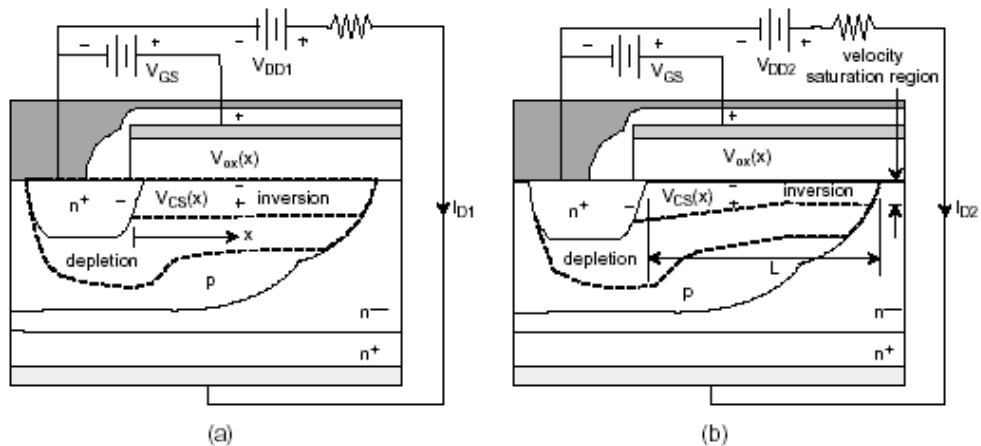 - + - +
V_GS V_DD1
+
V_ox(x)
n+ - V_CS(x) - + inversion
I_D1
x
depletion
p
n—
n+
(a)
- + - +
V_GS V_DD2
velocity
saturation region
+
V_ox(x)
n+ - V_CS(x) - + inversion
I_D2
depletion
L
p
n—
n+
(b)